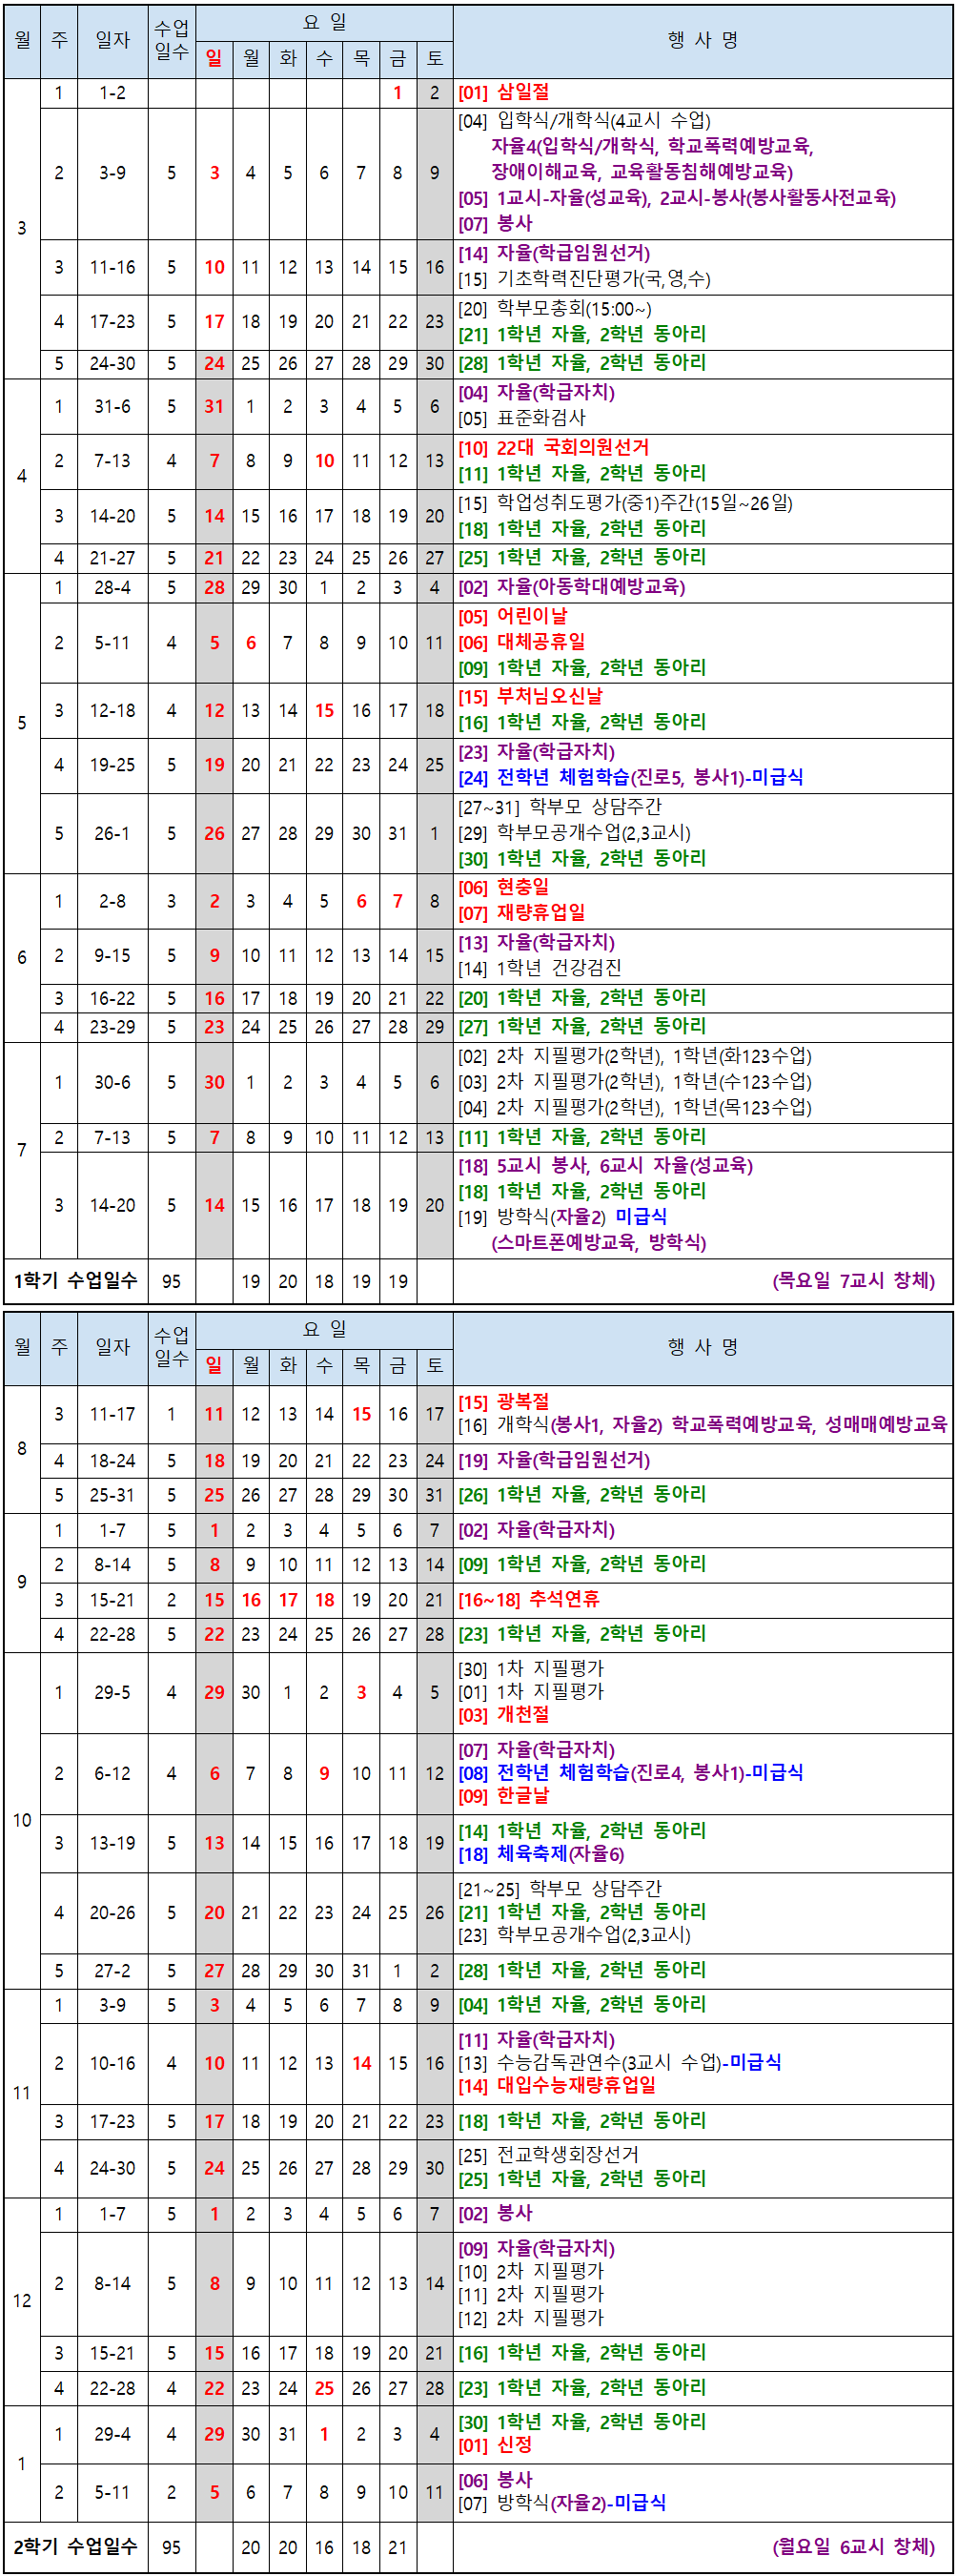 월 주 일자 수업일수 요 일 행 사 명
일 월 화 수 목 금 토
3
1 1-2 1 2 [01] 삼일절
2 3-9 5 3 4 5 6 7 8 9 [04] 입학식/개학식(4교시 수업)
자율4(입학식/개학식, 학교폭력예방교육,
장애이해교육, 교육활동침해예방교육)
[05] 1교시-자율(성교육), 2교시-봉사(봉사활동사전교육)
[07] 봉사
3 11-16 5 10 11 12 13 14 15 16 [14] 자율(학급임원선거)
[15] 기초학력진단평가(국,영,수)
4 17-23 5 17 18 19 20 21 22 23 [20] 학부모총회(15:00~)
[21] 1학년 자율, 2학년 동아리
5 24-30 5 24 25 26 27 28 29 30 [28] 1학년 자율, 2학년 동아리
4
1 31-6 5 31 1 2 3 4 5 6 [04] 자율(학급자치)
[05] 표준화검사
2 7-13 4 7 8 9 10 11 12 13 [10] 22대 국회의원선거
[11] 1학년 자율, 2학년 동아리
3 14-20 5 14 15 16 17 18 19 20 [15] 학업성취도평가(중1)주간(15일~26일)
[18] 1학년 자율, 2학년 동아리
4 21-27 5 21 22 23 24 25 26 27 [25] 1학년 자율, 2학년 동아리
5
1 28-4 5 28 29 30 1 2 3 4 [02] 자율(아동학대예방교육)
2 5-11 4 5 6 7 8 9 10 11 [05] 어린이날
[06] 대체공휴일
[09] 1학년 자율, 2학년 동아리
3 12-18 4 12 13 14 15 16 17 18 [15] 부처님오신날
[16] 1학년 자율, 2학년 동아리
4 19-25 5 19 20 21 22 23 24 25 [23] 자율(학급자치)
[24] 전학년 체험학습(진로5, 봉사1)-미급식
5 26-1 5 26 27 28 29 30 31 1 [27~31] 학부모 상담주간
[29] 학부모공개수업(2,3교시)
[30] 1학년 자율, 2학년 동아리
6
1 2-8 3 2 3 4 5 6 7 8 [06] 현충일
[07] 재량휴업일
2 9-15 5 9 10 11 12 13 14 15 [13] 자율(학급자치)
[14] 1학년 건강검진
3 16-22 5 16 17 18 19 20 21 22 [20] 1학년 자율, 2학년 동아리
4 23-29 5 23 24 25 26 27 28 29 [27] 1학년 자율, 2학년 동아리
7
1 30-6 5 30 1 2 3 4 5 6 [02] 2차 지필평가(2학년), 1학년(화123수업)
[03] 2차 지필평가(2학년), 1학년(수123수업)
[04] 2차 지필평가(2학년), 1학년(목123수업)
2 7-13 5 7 8 9 10 11 12 13 [11] 1학년 자율, 2학년 동아리
3 14-20 5 14 15 16 17 18 19 20 [18] 5교시 봉사, 6교시 자율(성교육)
[18] 1학년 자율, 2학년 동아리
[19] 방학식(자율2) 미급식
(스마트폰예방교육, 방학식)
1학기 수업일수 95 19 20 18 19 19 (목요일 7교시 창체)
월 주 일자 수업일수 요 일 행 사 명
일 월 화 수 목 금 토
8
3 11-17 1 11 12 13 14 15 16 17 [15] 광복절
[16] 개학식(봉사1, 자율2) 학교폭력예방교육, 성매매예방교육
4 18-24 5 18 19 20 21 22 23 24 [19] 자율(학급임원선거)
5 25-31 5 25 26 27 28 29 30 31 [26] 1학년 자율, 2학년 동아리
9
1 1-7 5 1 2 3 4 5 6 7 [02] 자율(학급자치)
2 8-14 5 8 9 10 11 12 13 14 [09] 1학년 자율, 2학년 동아리
3 15-21 2 15 16 17 18 19 20 21 [16~18] 추석연휴
4 22-28 5 22 23 24 25 26 27 28 [23] 1학년 자율, 2학년 동아리
10
1 29-5 4 29 30 1 2 3 4 5 [30] 1차 지필평가
[01] 1차 지필평가
[03] 개천절
2 6-12 4 6 7 8 9 10 11 12 [07] 자율(학급자치)
[08] 전학년 체험학습(진로4, 봉사1)-미급식
[09] 한글날
3 13-19 5 13 14 15 16 17 18 19 [14] 1학년 자율, 2학년 동아리
[18] 체육축제(자율6)
4 20-26 5 20 21 22 23 24 25 26 [21~25] 학부모 상담주간
[21] 1학년 자율, 2학년 동아리
[23] 학부모공개수업(2,3교시)
5 27-2 5 27 28 29 30 31 1 2 [28] 1학년 자율, 2학년 동아리
11
1 3-9 5 3 4 5 6 7 8 9 [04] 1학년 자율, 2학년 동아리
2 10-16 4 10 11 12 13 14 15 16 [11] 자율(학급자치)
[13] 수능감독관연수(3교시 수업)-미급식
[14] 대입수능재량휴업일
3 17-23 5 17 18 19 20 21 22 23 [18] 1학년 자율, 2학년 동아리
4 24-30 5 24 25 26 27 28 29 30 [25] 전교학생회장선거
[25] 1학년 자율, 2학년 동아리
12
1 1-7 5 1 2 3 4 5 6 7 [02] 봉사
2 8-14 5 8 9 10 11 12 13 14 [09] 자율(학급자치)
[10] 2차 지필평가
[11] 2차 지필평가
[12] 2차 지필평가
3 15-21 5 15 16 17 18 19 20 21 [16] 1학년 자율, 2학년 동아리
4 22-28 4 22 23 24 25 26 27 28 [23] 1학년 자율, 2학년 동아리
1
1 29-4 4 29 30 31 1 2 3 4 [30] 1학년 자율, 2학년 동아리
[01] 신정
2 5-11 2 5 6 7 8 9 10 11 [06] 봉사
[07] 방학식(자율2)-미급식
2학기 수업일수 95 20 20 16 18 21 (월요일 6교시 창체)